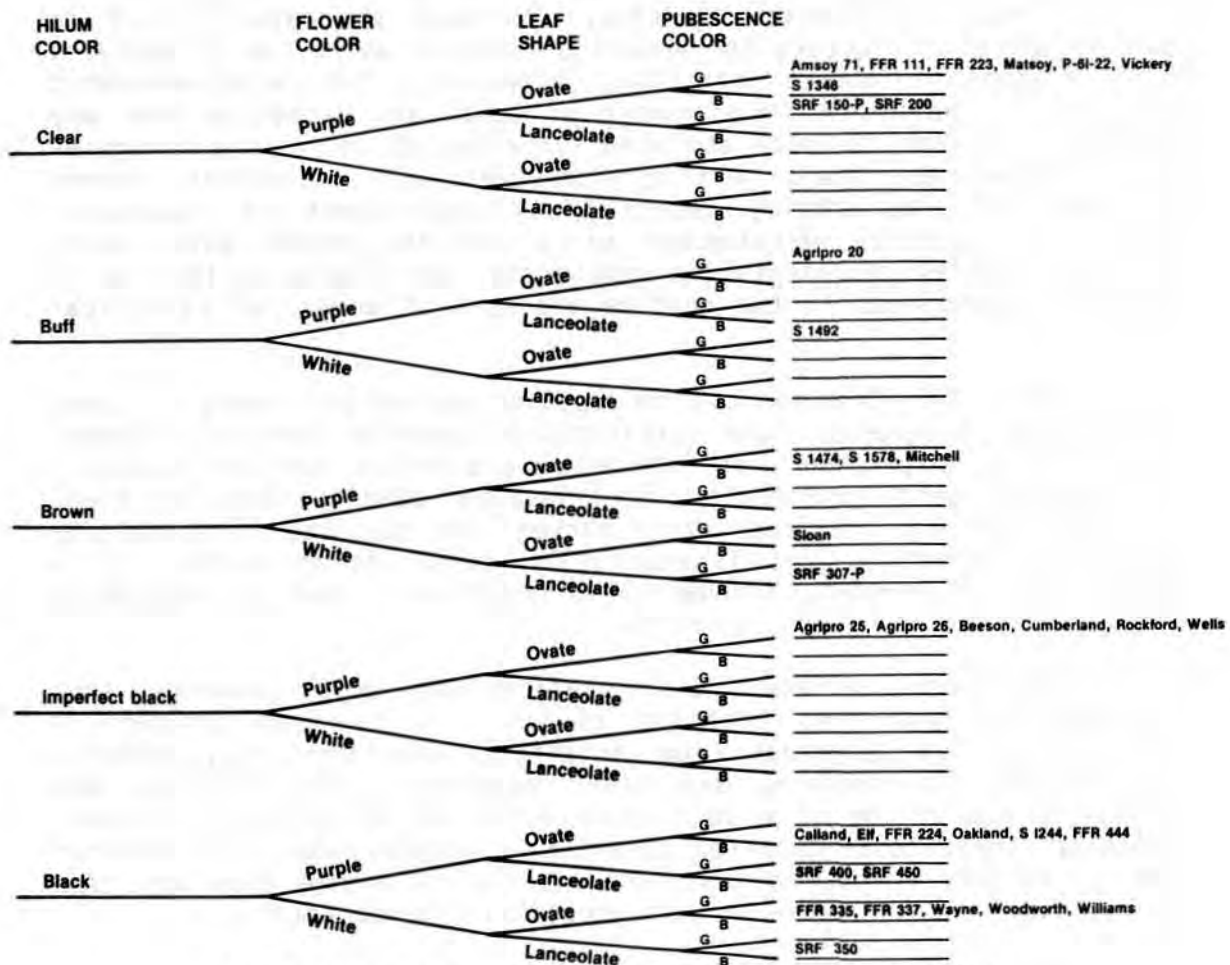 HILUM COLOR FLOWER COLOR LEAF SHAPE PUBESCENCE COLOR
Clear
Purple
White
Ovate
Lanceolate
Ovate
Lanceolate
G Amsoy 71, FFR 111, FFR 223, Matsoy, P-6I-22, Vickery
B S 1346
G SRF 150-P, SRF 200
B
G
B
G
B
Buff
Purple
White
Ovate
Lanceolate
Ovate
Lanceolate
G Agripro 20
B
G
B
G S 1492
B
G
B
Brown
Purple
White
Ovate
Lanceolate
Ovate
Lanceolate
G
B S 1474, S 1578, Mitchell
G
B
G
B Sloan
G
B SRF 307-P
Imperfect black
Purple
White
Ovate
Lanceolate
Ovate
Lanceolate
G Agripro 25, Agripro 26, Beeson, Cumberland, Rockford, Wells
B
G
B
G
B
G
B
Black
Purple
White
Ovate
Lanceolate
Ovate
Lanceolate
G
B Calland, Elf, FFR 224, Oakland, S I244, FFR 444
G
B SRF 400, SRF 450
G
B FFR 335, FFR 337, Wayne, Woodworth, Williams
G
B SRF 350